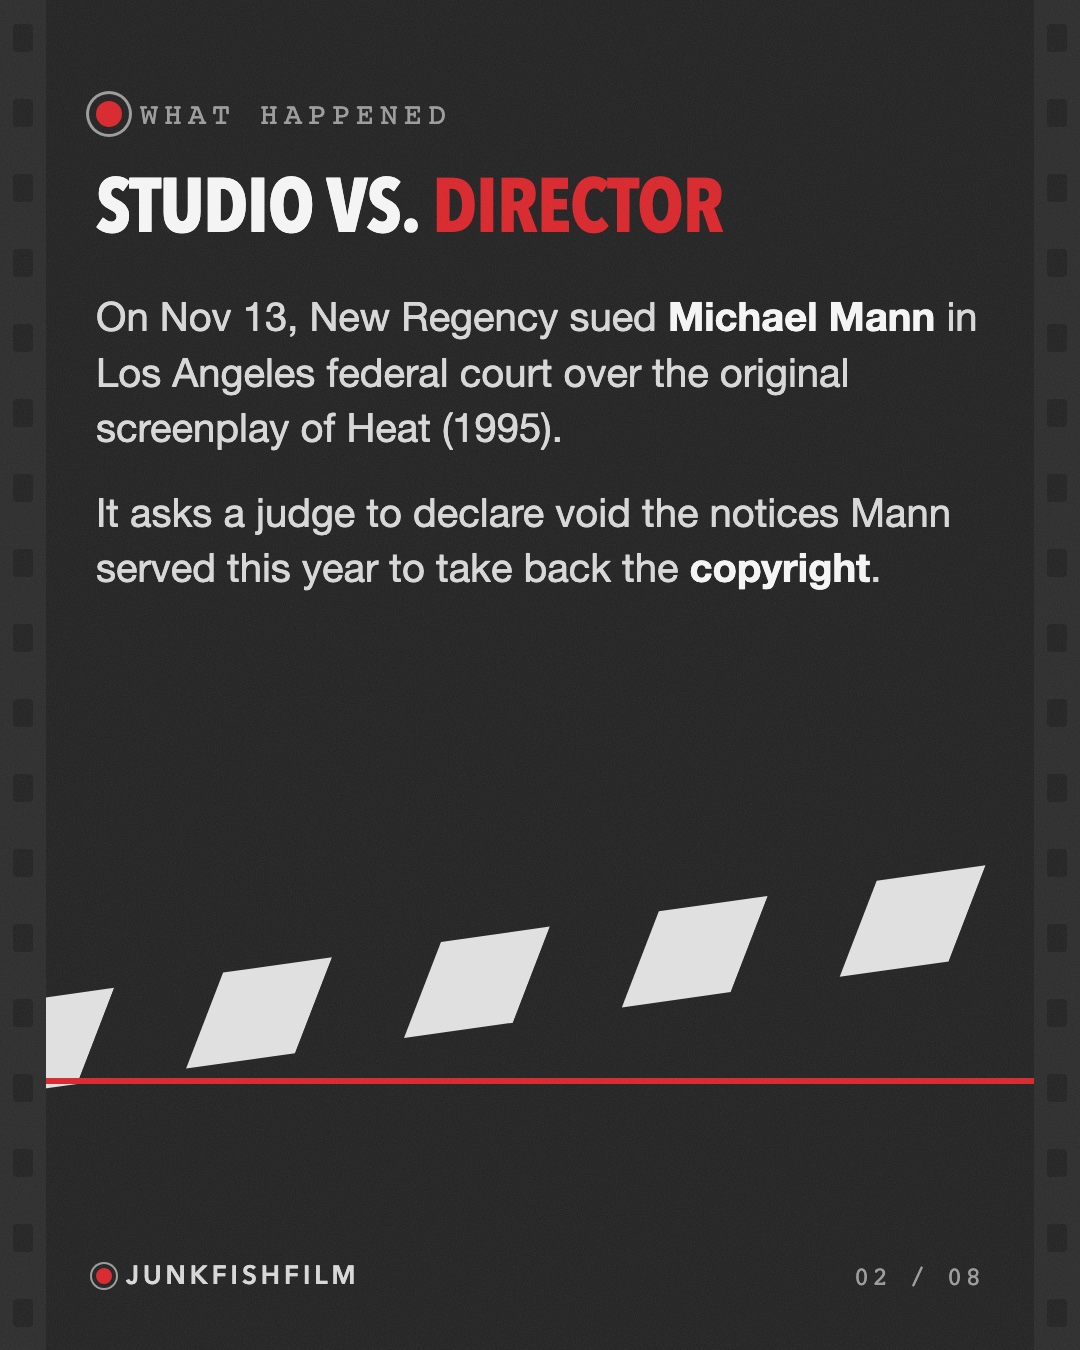 WHAT HAPPENED
STUDIO VS. DIRECTOR
On Nov 13, New Regency sued Michael Mann in
Los Angeles federal court over the original
screenplay of Heat (1995).
It asks a judge to declare void the notices Mann
served this year to take back the copyright.
JUNKFISHFILM
02 / 08